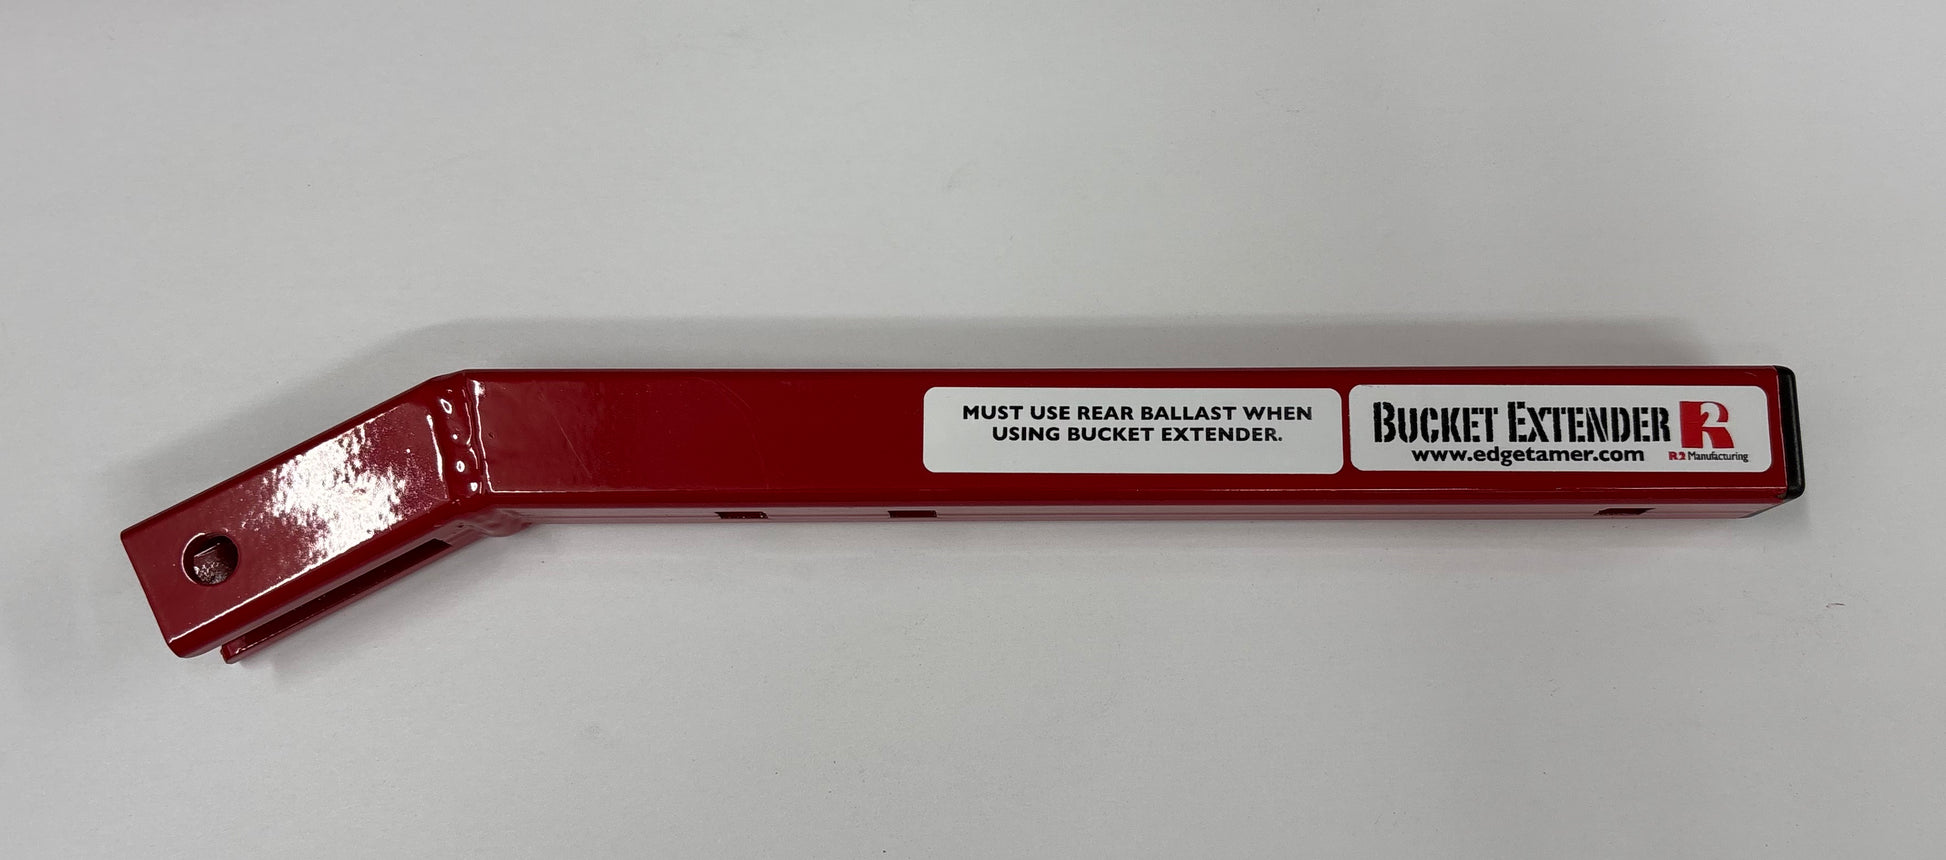 MUST USE REAR BALLAST WHEN
USING BUCKET EXTENDER.
BUCKET EXTENDER R2
www.edgetamer.com
R2 Manufacturing